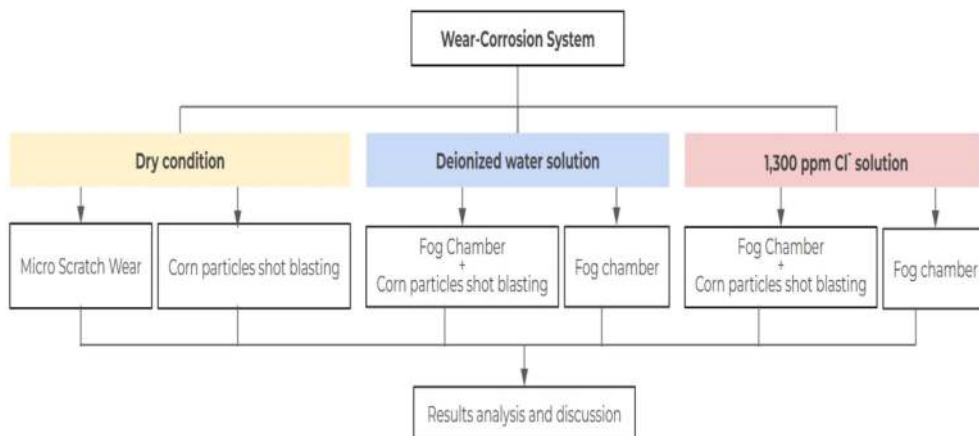 Wear-Corrosion System
Dry condition
Deionized water solution
1,300 ppm Cl⁻ solution
Micro Scratch Wear
Corn particles shot blasting
Fog Chamber
+
Corn particles shot blasting
Fog chamber
Fog Chamber
+
Corn particles shot blasting
Fog chamber
Results analysis and discussion